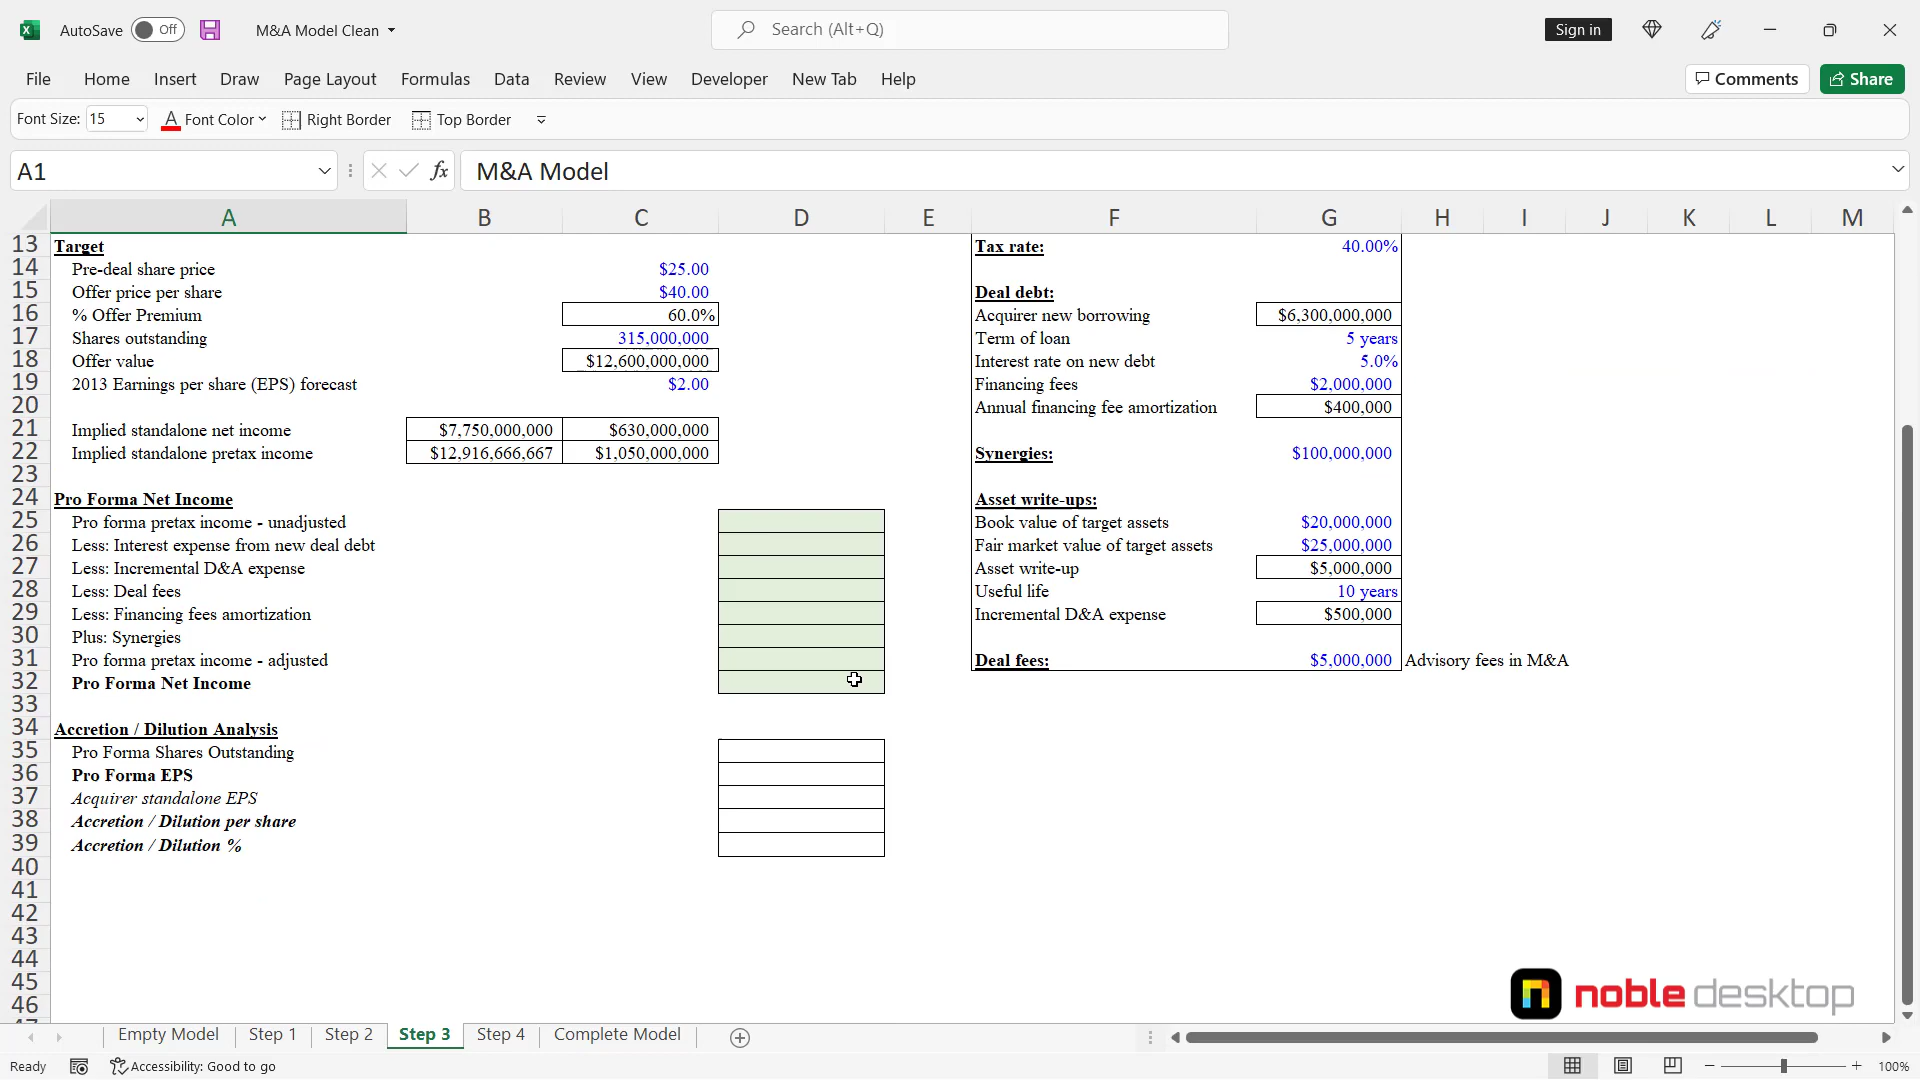 AutoSave Off M&A Model Clean Search (Alt+Q) Sign in
File Home Insert Draw Page Layout Formulas Data Review View Developer New Tab Help Comments Share
Font Size: 15 Font Color Right Border Top Border
A1 fx M&A Model
A B C D E F G H I J K L M
13 Target Tax rate: 40.00%
14 Pre-deal share price $25.00
15 Offer price per share $40.00 Deal debt:
16 % Offer Premium 60.0% Acquirer new borrowing $6,300,000,000
17 Shares outstanding 315,000,000 Term of loan 5 years
18 Offer value $12,600,000,000 Interest rate on new debt 5.0%
19 2013 Earnings per share (EPS) forecast $2.00 Financing fees $2,000,000
20 Annual financing fee amortization $400,000
21 Implied standalone net income $7,750,000,000 $630,000,000
22 Implied standalone pretax income $12,916,666,667 $1,050,000,000 Synergies: $100,000,000
23
24 Pro Forma Net Income Asset write-ups:
25 Pro forma pretax income - unadjusted Book value of target assets $20,000,000
26 Less: Interest expense from new deal debt Fair market value of target assets $25,000,000
27 Less: Incremental D&A expense Asset write-up $5,000,000
28 Less: Deal fees Useful life 10 years
29 Less: Financing fees amortization Incremental D&A expense $500,000
30 Plus: Synergies
31 Pro forma pretax income - adjusted Deal fees: $5,000,000 Advisory fees in M&A
32 Pro Forma Net Income
33
34 Accretion / Dilution Analysis
35 Pro Forma Shares Outstanding
36 Pro Forma EPS
37 Acquirer standalone EPS
38 Accretion / Dilution per share
39 Accretion / Dilution %
40
41
42
43
44
45
46
noble desktop
Empty Model Step 1 Step 2 Step 3 Step 4 Complete Model
Ready Accessibility: Good to go 100%